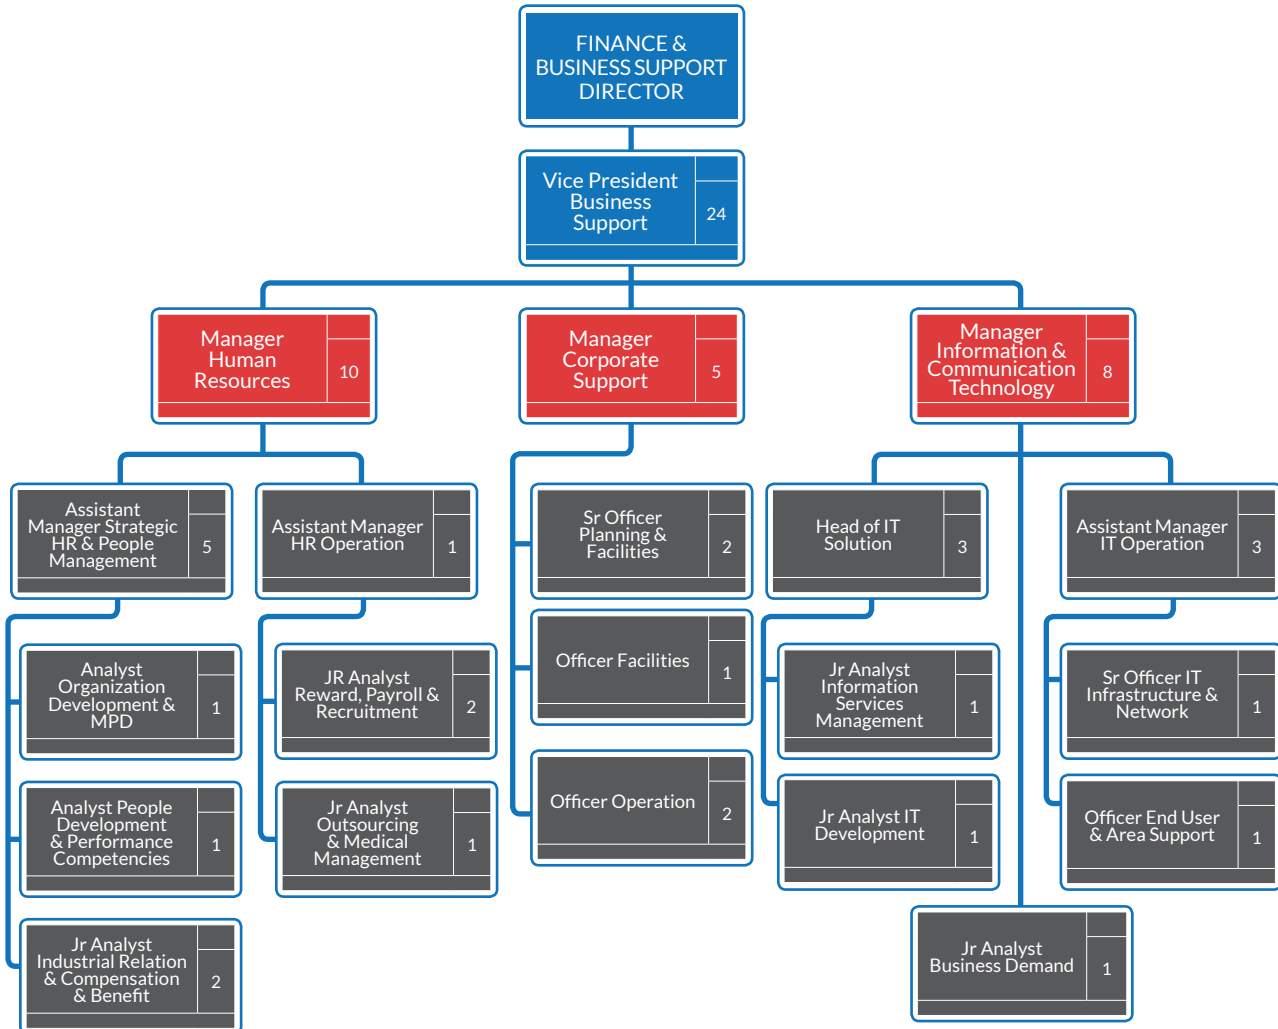 FINANCE &
BUSINESS SUPPORT
DIRECTOR
Vice President
Business
Support
24
Manager
Human
Resources
10
Manager
Corporate
Support
5
Manager
Information &
Communication
Technology
8
Assistant
Manager Strategic
HR & People
Management
5
Assistant Manager
HR Operation
1
Sr Officer
Planning &
Facilities
2
Head of IT
Solution
3
Assistant Manager
IT Operation
3
Analyst
Organization
Development &
MPD
1
JR Analyst
Reward, Payroll &
Recruitment
2
Officer Facilities
1
Jr Analyst
Information
Services
Management
1
Sr Officer IT
Infrastructure &
Network
1
Analyst People
Development
& Performance
Competencies
1
Jr Analyst
Outsourcing
& Medical
Management
1
Officer Operation
2
Jr Analyst IT
Development
1
Officer End User
& Area Support
1
Jr Analyst
Industrial Relation
& Compensation
& Benefit
2
Jr Analyst
Business Demand
1